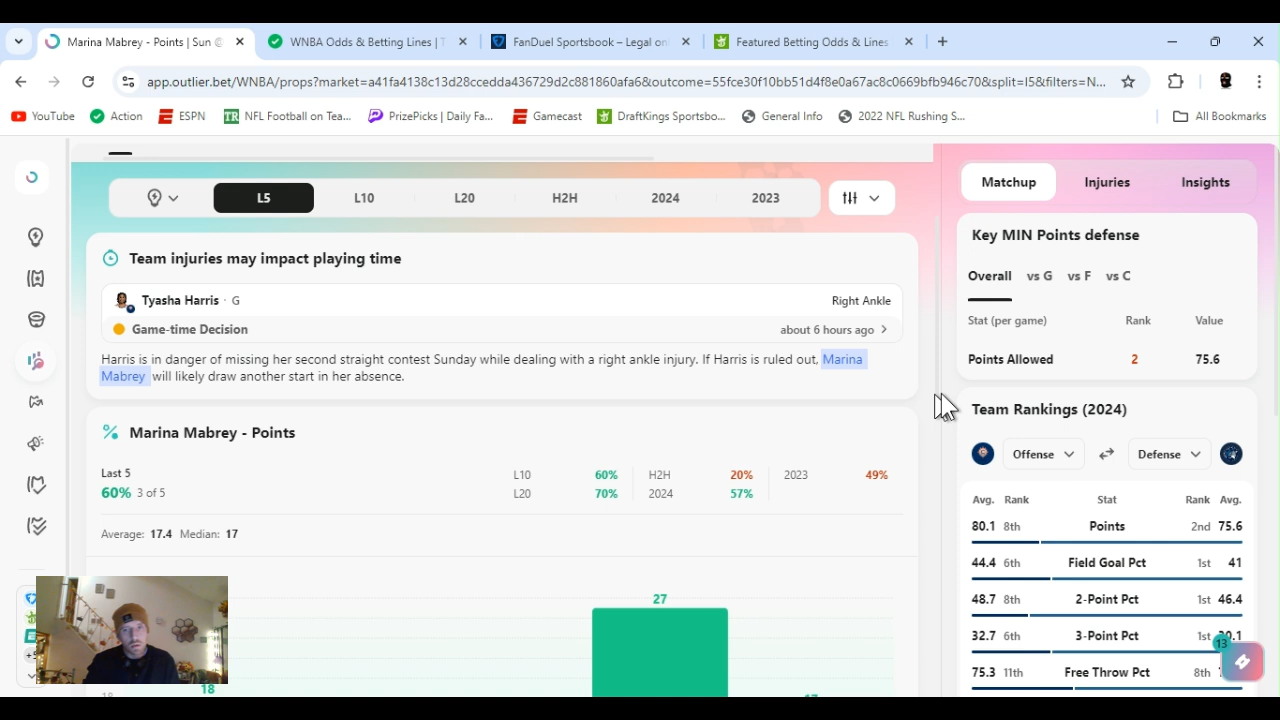 Marina Mabrey - Points | Sun @
WNBA Odds & Betting Lines | T
FanDuel Sportsbook – Legal on
Featured Betting Odds & Lines
app.outlier.bet/WNBA/props?market=a41fa4138c13d28ccedda436729d2c881860afa6&outcome=55fce30f10bb51d4f8e0a67ac8c0669bfb946c70&split=l5&filters=N...
YouTube
Action
ESPN
NFL Football on Tea...
PrizePicks | Daily Fa...
Gamecast
DraftKings Sportsbo...
General Info
2022 NFL Rushing S...
All Bookmarks
L5
L10
L20
H2H
2024
2023
Team injuries may impact playing time
Tyasha Harris · G
Right Ankle
Game-time Decision
about 6 hours ago
Harris is in danger of missing her second straight contest Sunday while dealing with a right ankle injury. If Harris is ruled out, Marina
Mabrey will likely draw another start in her absence.
Marina Mabrey - Points
Last 5
60% 3 of 5
L10 60% H2H 20% 2023 49%
L20 70% 2024 57%
Average: 17.4 Median: 17
27
18
18
17
Matchup
Injuries
Insights
Key MIN Points defense
Overall vs G vs F vs C
Stat (per game) Rank Value
Points Allowed 2 75.6
Team Rankings (2024)
Offense
Defense
Avg. Rank Stat Rank Avg.
80.1 8th Points 2nd 75.6
44.4 6th Field Goal Pct 1st 41
48.7 8th 2-Point Pct 1st 46.4
32.7 6th 3-Point Pct 1st
75.3 11th Free Throw Pct 8th
13